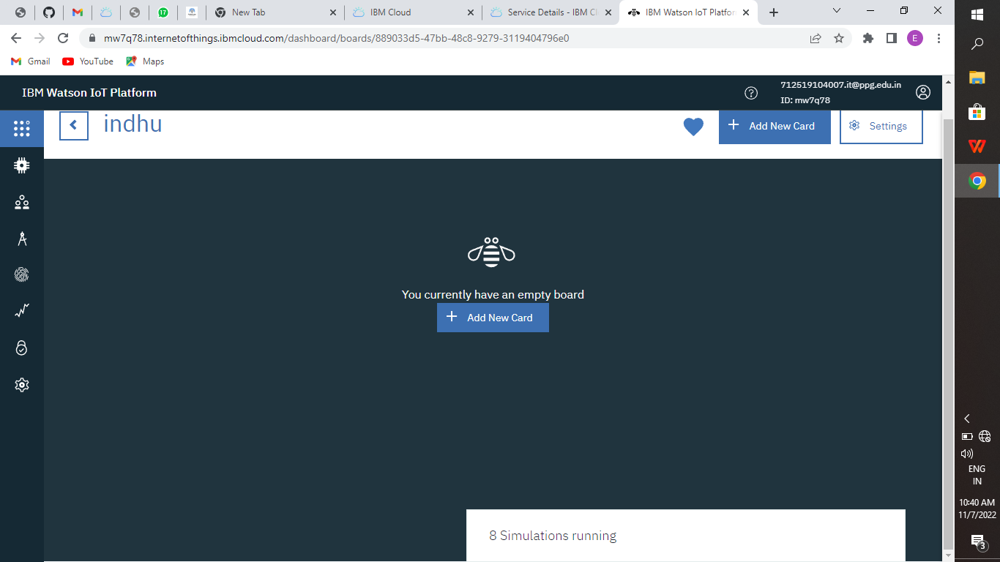 17
New Tab
IBM Cloud
Service Details - IBM Cl
IBM Watson IoT Platfor
mw7q78.internetofthings.ibmcloud.com/dashboard/boards/889033d5-47bb-48c8-9279-3119404796e0
E
Gmail
YouTube
Maps
IBM Watson IoT Platform
712519104007.it@ppg.edu.in
ID: mw7q78
indhu
Add New Card
Settings
You currently have an empty board
Add New Card
8 Simulations running
ENG
IN
10:40 AM
11/7/2022
3